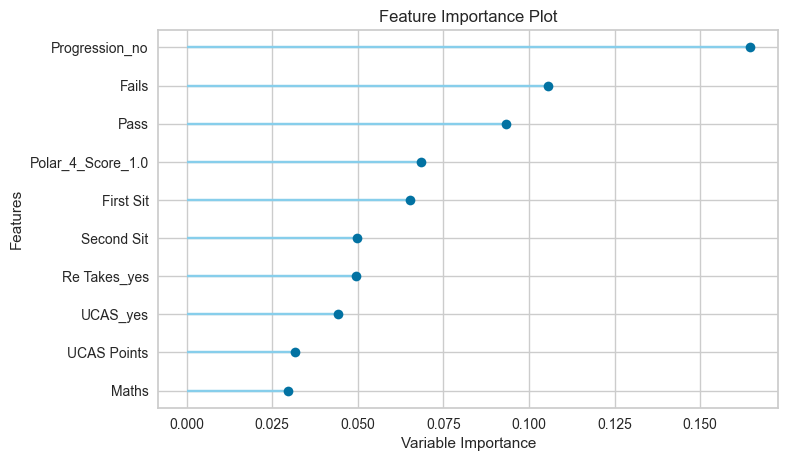 Feature Importance Plot
Progression_no
Fails
Pass
Polar_4_Score_1.0
First Sit
Second Sit
Re Takes_yes
UCAS_yes
UCAS Points
Maths
Features
0.000 0.025 0.050 0.075 0.100 0.125 0.150
Variable Importance